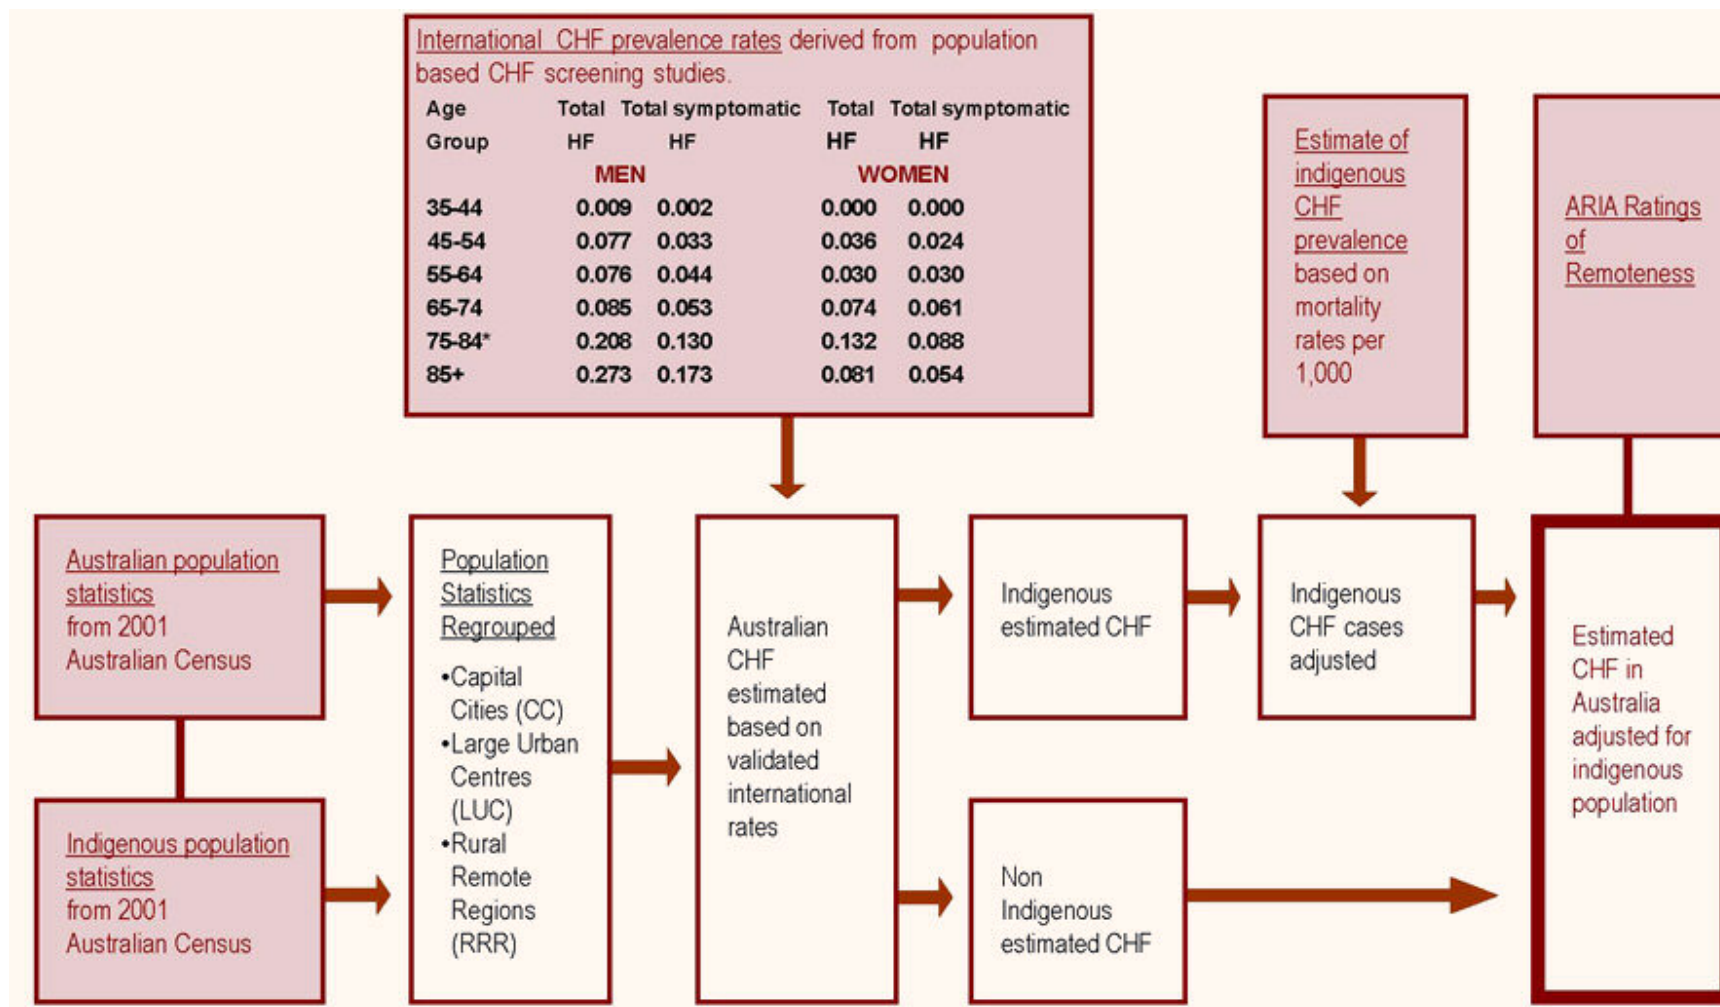 International CHF prevalence rates derived from population
based CHF screening studies.
Age Total Total symptomatic Total Total symptomatic
Group HF HF HF HF
MEN WOMEN
35-44 0.009 0.002 0.000 0.000
45-54 0.077 0.033 0.036 0.024
55-64 0.076 0.044 0.030 0.030
65-74 0.085 0.053 0.074 0.061
75-84* 0.208 0.130 0.132 0.088
85+ 0.273 0.173 0.081 0.054
Estimate of
indigenous
CHF
prevalence
based on
mortality
rates per
1,000
ARIA Ratings
of
Remoteness
Australian population
statistics
from 2001
Australian Census
Indigenous population
statistics
from 2001
Australian Census
Population
Statistics
Regrouped
•Capital
Cities (CC)
•Large Urban
Centres
(LUC)
•Rural
Remote
Regions
(RRR)
Australian
CHF
estimated
based on
validated
international
rates
Indigenous
estimated CHF
Non
Indigenous
estimated CHF
Indigenous
CHF cases
adjusted
Estimated
CHF in
Australia
adjusted for
indigenous
population